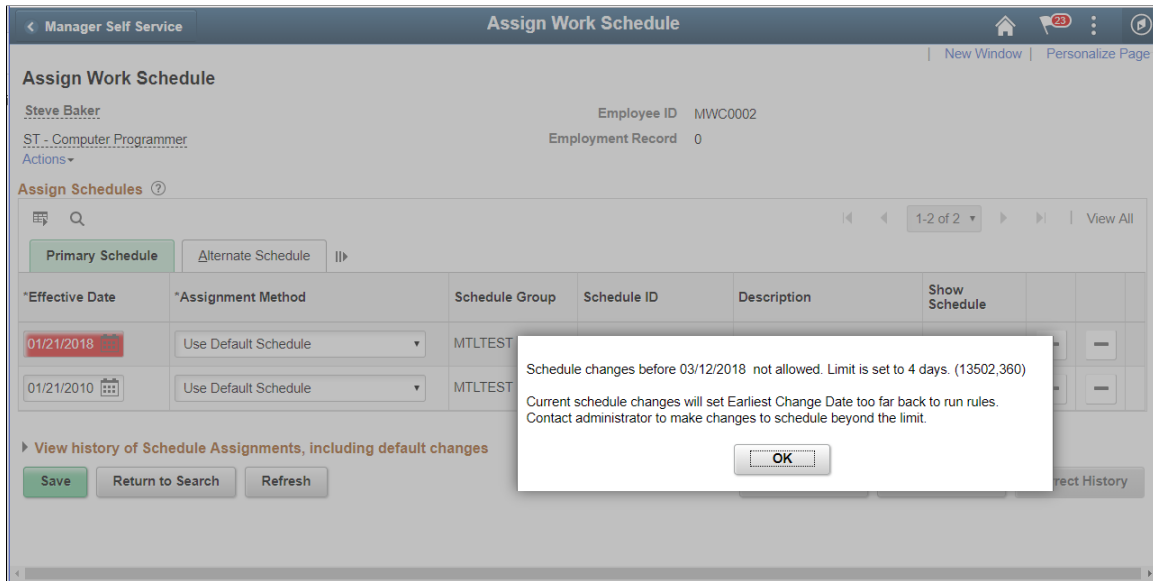 Manager Self Service
Assign Work Schedule
23
| New Window | Personalize Page
Assign Work Schedule
Steve Baker
Employee ID MWC0002
ST - Computer Programmer
Employment Record 0
Actions
Assign Schedules ?
1-2 of 2
| View All
Primary Schedule
Alternate Schedule
*Effective Date *Assignment Method Schedule Group Schedule ID Description Show Schedule
01/21/2018 Use Default Schedule MTLTEST
01/21/2010 Use Default Schedule MTLTEST
Schedule changes before 03/12/2018 not allowed. Limit is set to 4 days. (13502,360)
Current schedule changes will set Earliest Change Date too far back to run rules.
Contact administrator to make changes to schedule beyond the limit.
OK
View history of Schedule Assignments, including default changes
Save Return to Search Refresh
rect History